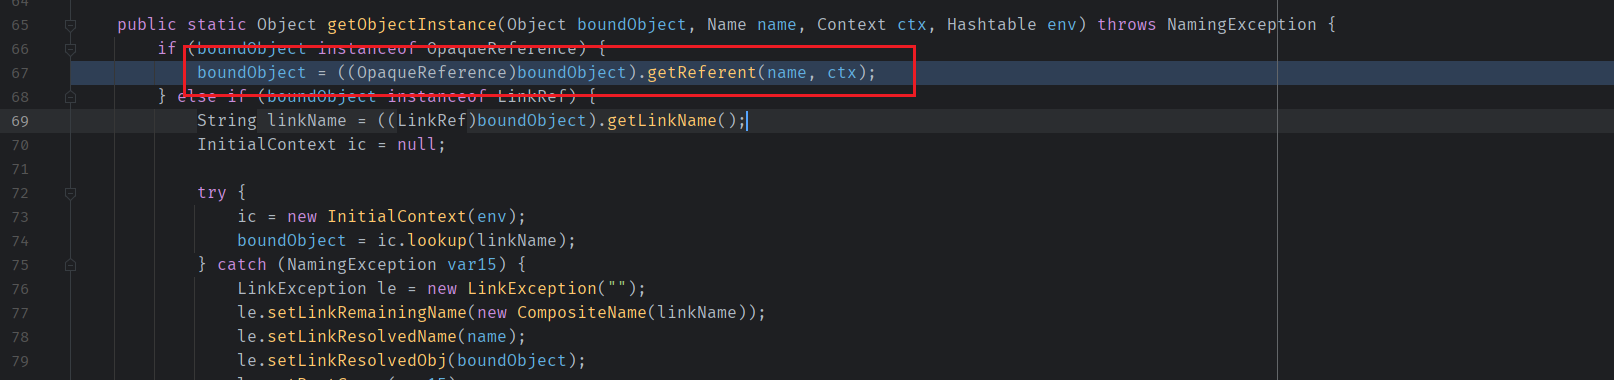 64
65 public static Object getObjectInstance(Object boundObject, Name name, Context ctx, Hashtable env) throws NamingException {
66 if (boundObject instanceof OpaqueReference) {
67 boundObject = ((OpaqueReference)boundObject).getReferent(name, ctx);
68 } else if (boundObject instanceof LinkRef) {
69 String linkName = ((LinkRef)boundObject).getLinkName();
70 InitialContext ic = null;
71
72 try {
73 ic = new InitialContext(env);
74 boundObject = ic.lookup(linkName);
75 } catch (NamingException var15) {
76 LinkException le = new LinkException("");
77 le.setLinkRemainingName(new CompositeName(linkName));
78 le.setLinkResolvedName(name);
79 le.setLinkResolvedObj(boundObject);